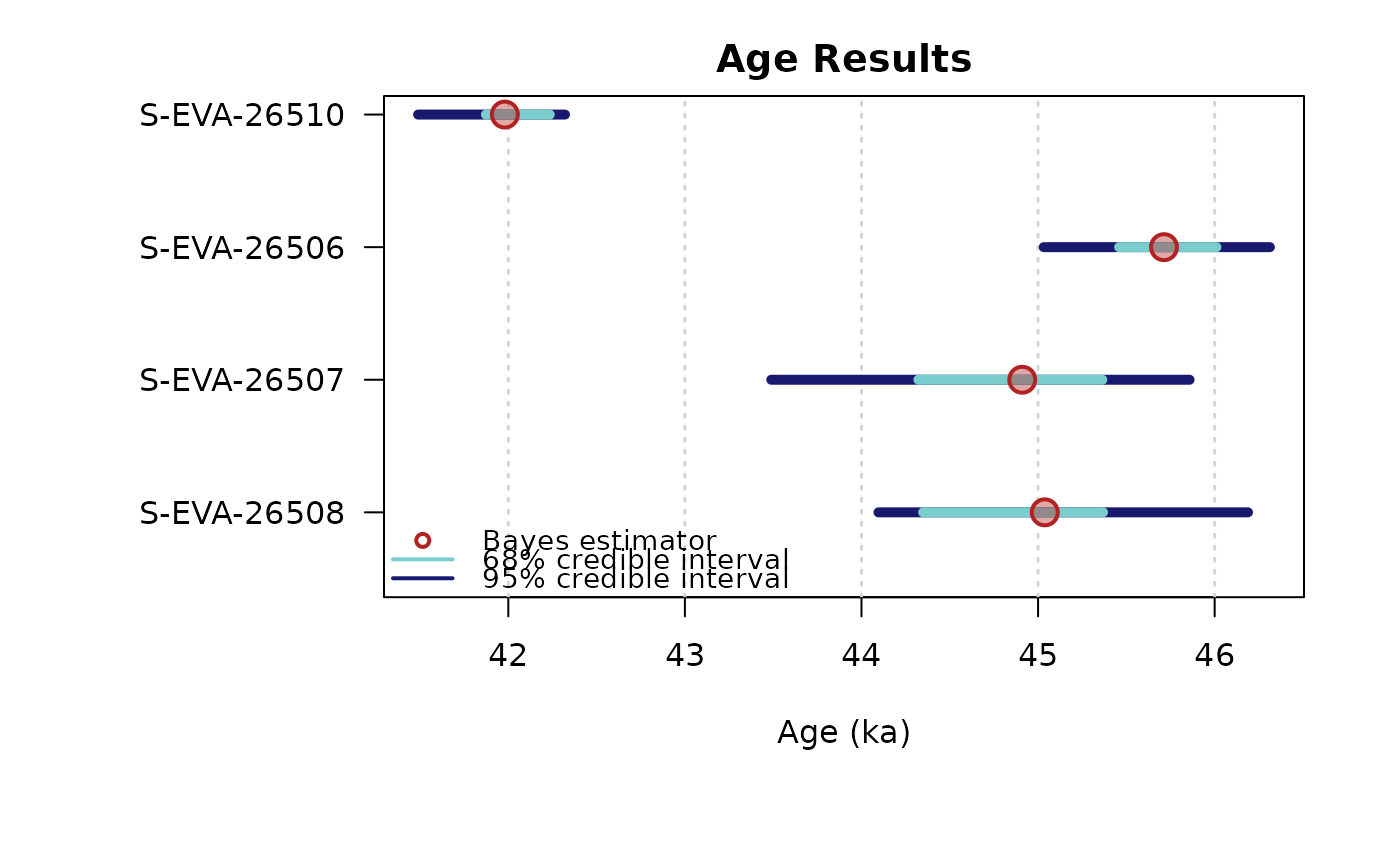 Age Results
S-EVA-26510
S-EVA-26506
S-EVA-26507
S-EVA-26508
Bayes estimator
68% credible interval
95% credible interval
42 43 44 45 46
Age (ka)